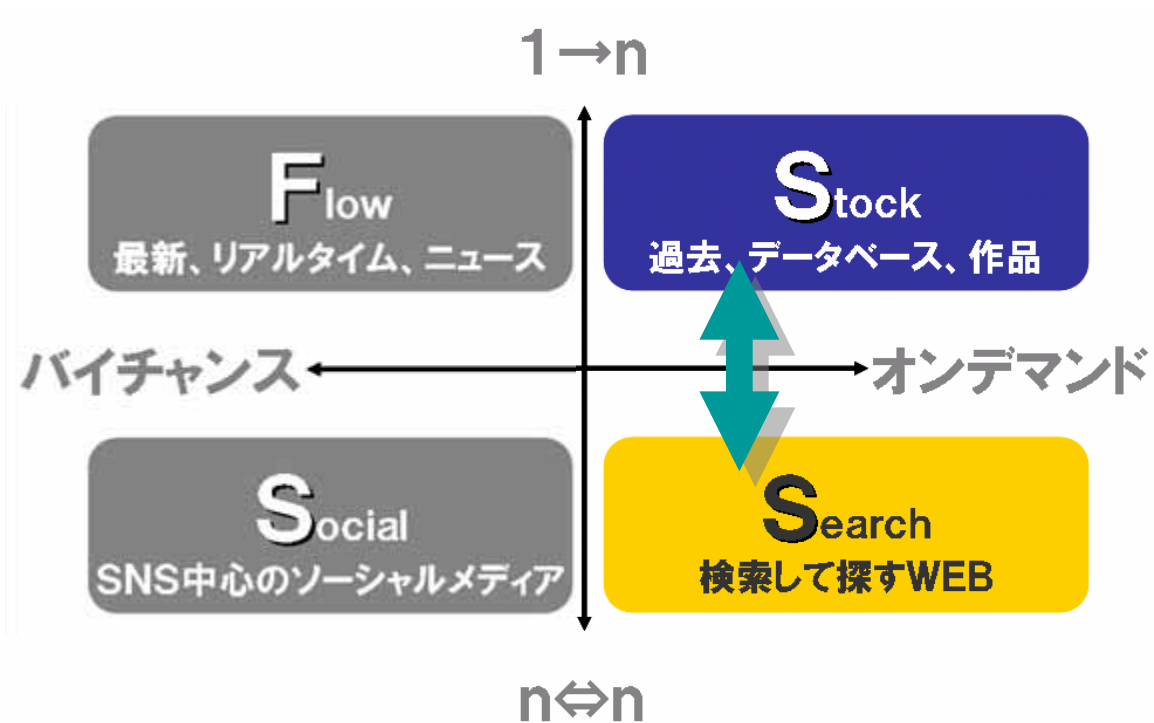 1→n
Flow
最新、リアルタイム、ニュース
Stock
過去、データベース、作品
バイチャンス
オンデマンド
Social
SNS中心のソーシャルメディア
Search
検索して探すWEB
n⇔n